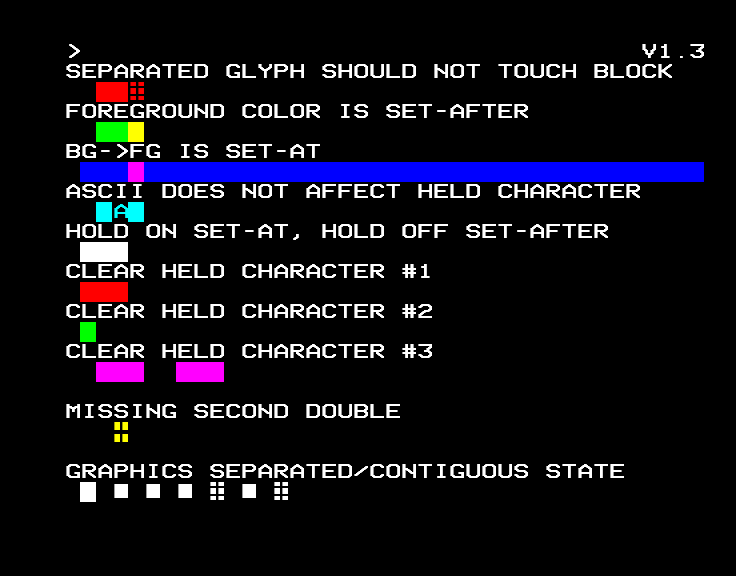 > V1.3
SEPARATED GLYPH SHOULD NOT TOUCH BLOCK
FOREGROUND COLOR IS SET-AFTER
BG->FG IS SET-AT
ASCII DOES NOT AFFECT HELD CHARACTER
A
HOLD ON SET-AT, HOLD OFF SET-AFTER
CLEAR HELD CHARACTER #1
CLEAR HELD CHARACTER #2
CLEAR HELD CHARACTER #3
MISSING SECOND DOUBLE
GRAPHICS SEPARATED/CONTIGUOUS STATE